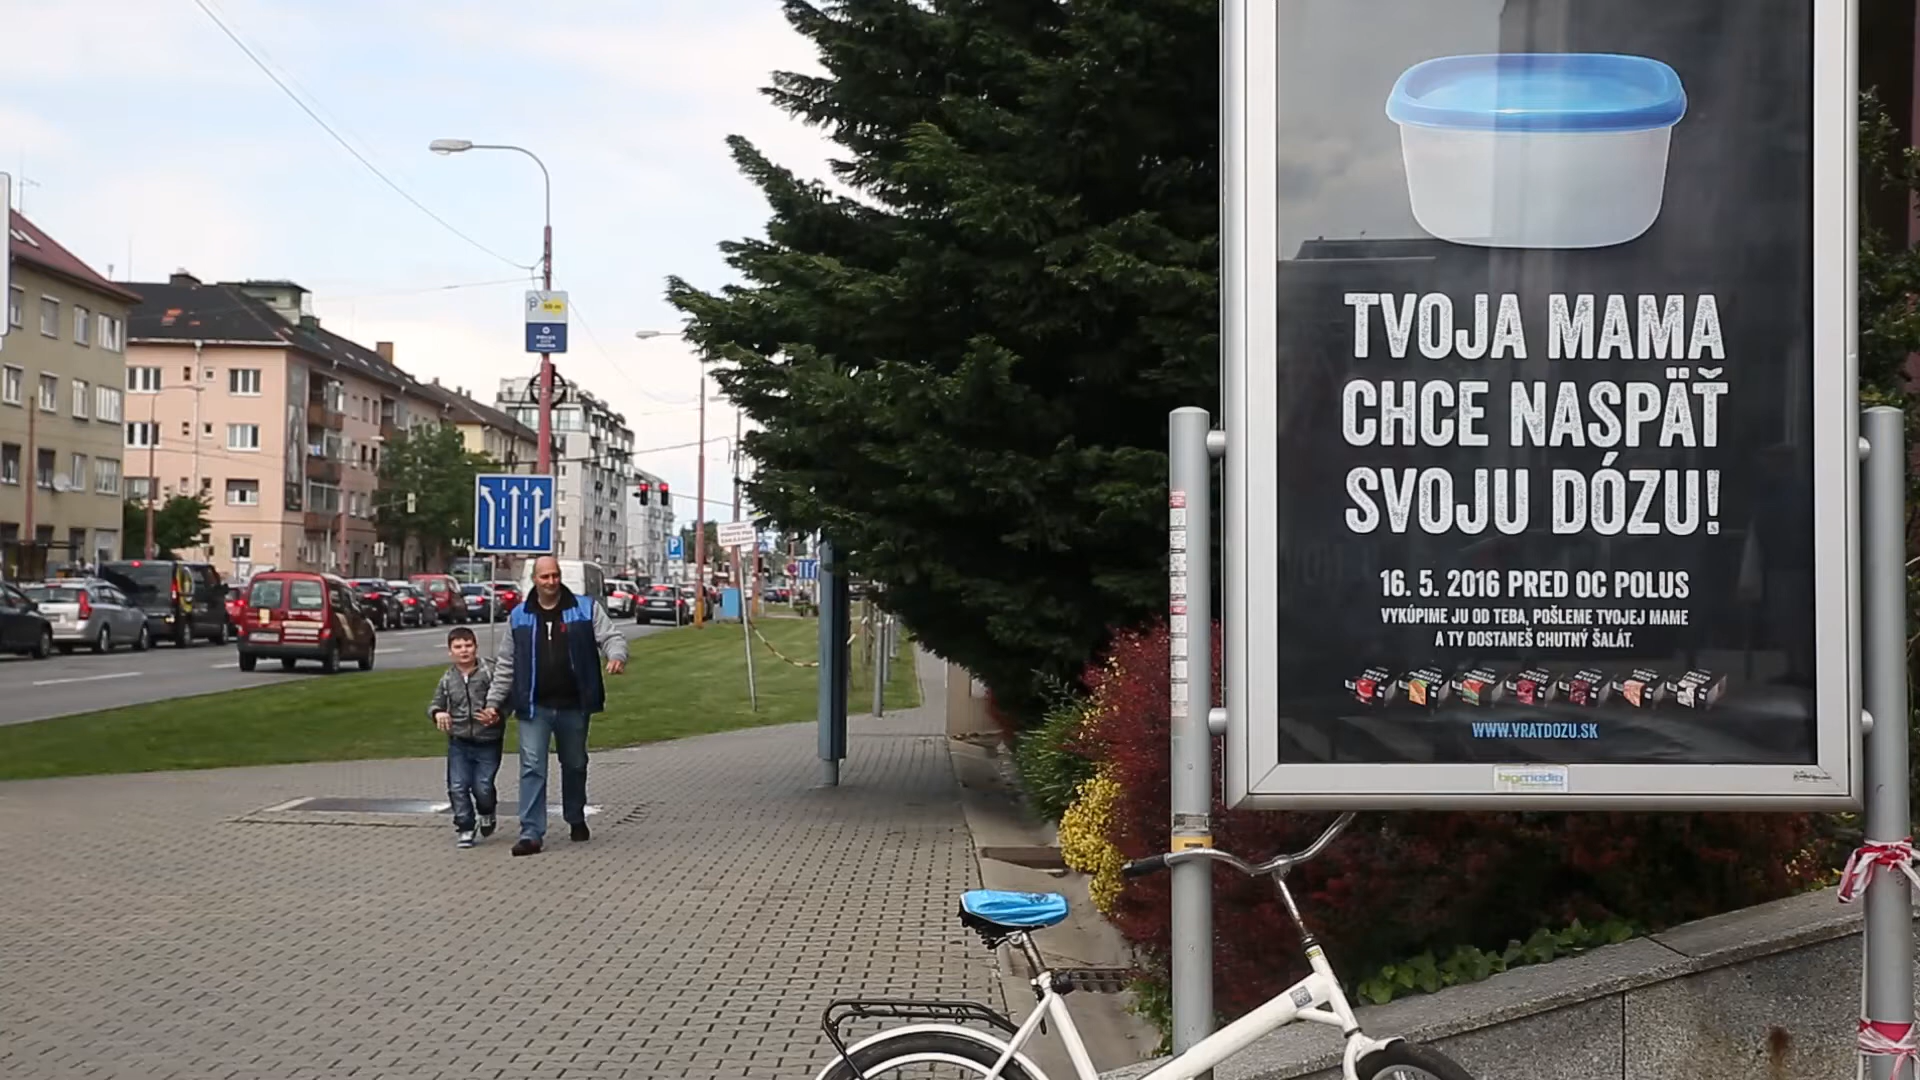 TVOJA MAMA
CHCE NASPÄŤ
SVOJU DÓZU!
16. 5. 2016 PRED OC POLUS
VYKÚPIME JU OD TEBA, POŠLEME TVOJEJ MAME
A TY DOSTANEŠ CHUTNÝ ŠALÁT.
WWW.VRATDOZU.SK
bigmedia
P